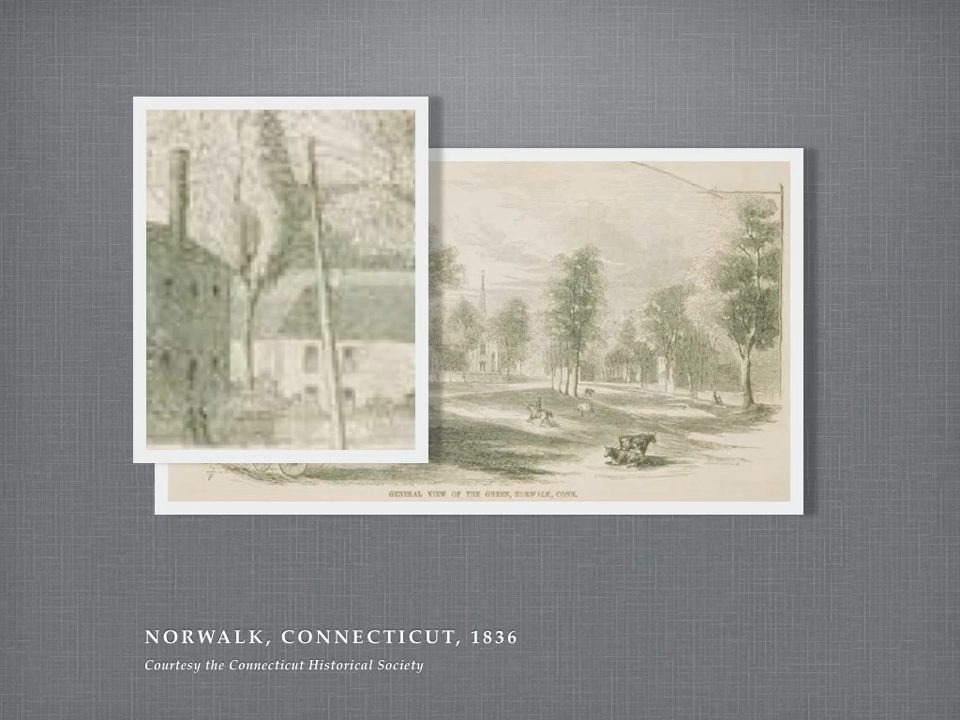 GENERAL VIEW OF THE GREEN, NORWALK, CONN.
NORWALK, CONNECTICUT, 1836
Courtesy the Connecticut Historical Society